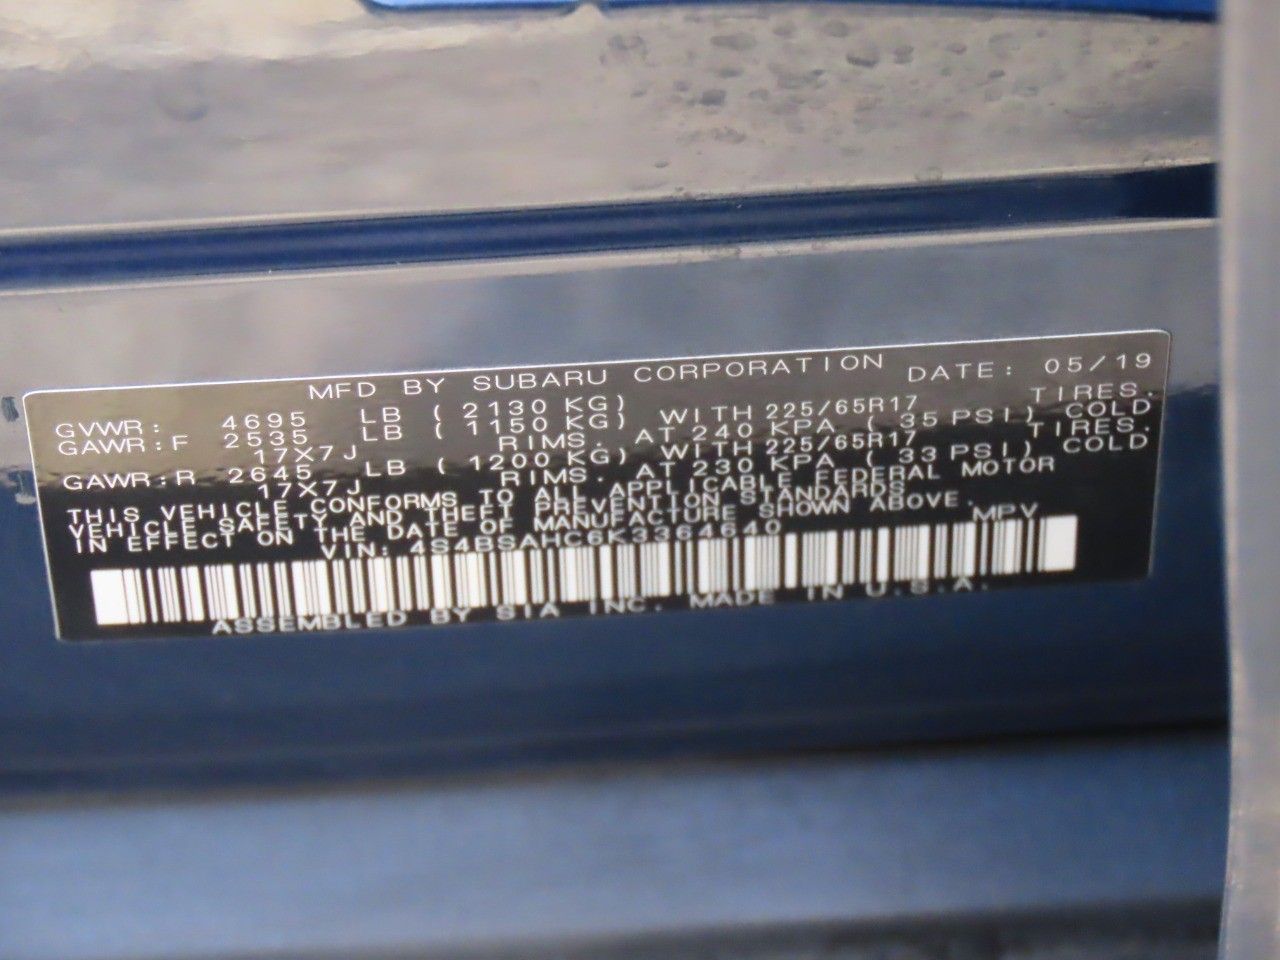 MFD BY SUBARU CORPORATION DATE: 05/19
GVWR: 4695 LB ( 2130 KG)
GAWR:F 2535 LB ( 1150 KG) WITH 225/65R17 TIRES.
17X7J RIMS. AT 240 KPA ( 35 PSI) COLD
GAWR:R 2645 LB ( 1200 KG) WITH 225/65R17 TIRES.
17X7J RIMS. AT 230 KPA ( 33 PSI) COLD
THIS VEHICLE CONFORMS TO ALL APPLICABLE FEDERAL MOTOR
VEHICLE SAFETY AND THEFT PREVENTION STANDARDS
IN EFFECT ON THE DATE OF MANUFACTURE SHOWN ABOVE.
VIN: 4S4BSAHC6K3364640 MPV
ASSEMBLED BY SIA INC. MADE IN U.S.A.